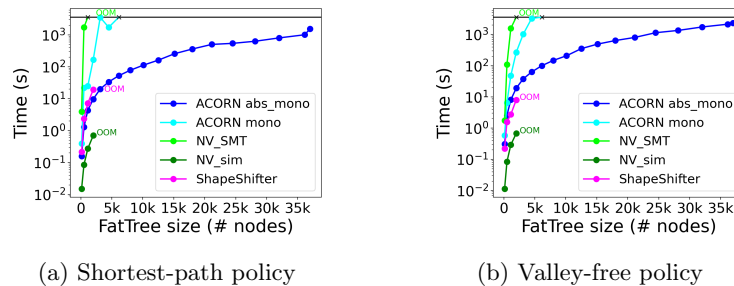 OOM
10³
10²
10¹
10⁰
10⁻¹
10⁻²
Time (s)
OOM
OOM
ACORN abs_mono
ACORN mono
NV_SMT
NV_sim
ShapeShifter
0 5k 10k 15k 20k 25k 30k 35k
FatTree size (# nodes)
(a) Shortest-path policy
OOM
10³
10²
10¹
10⁰
10⁻¹
10⁻²
Time (s)
OOM
OOM
ACORN abs_mono
ACORN mono
NV_SMT
NV_sim
ShapeShifter
0 5k 10k 15k 20k 25k 30k 35k
FatTree size (# nodes)
(b) Valley-free policy